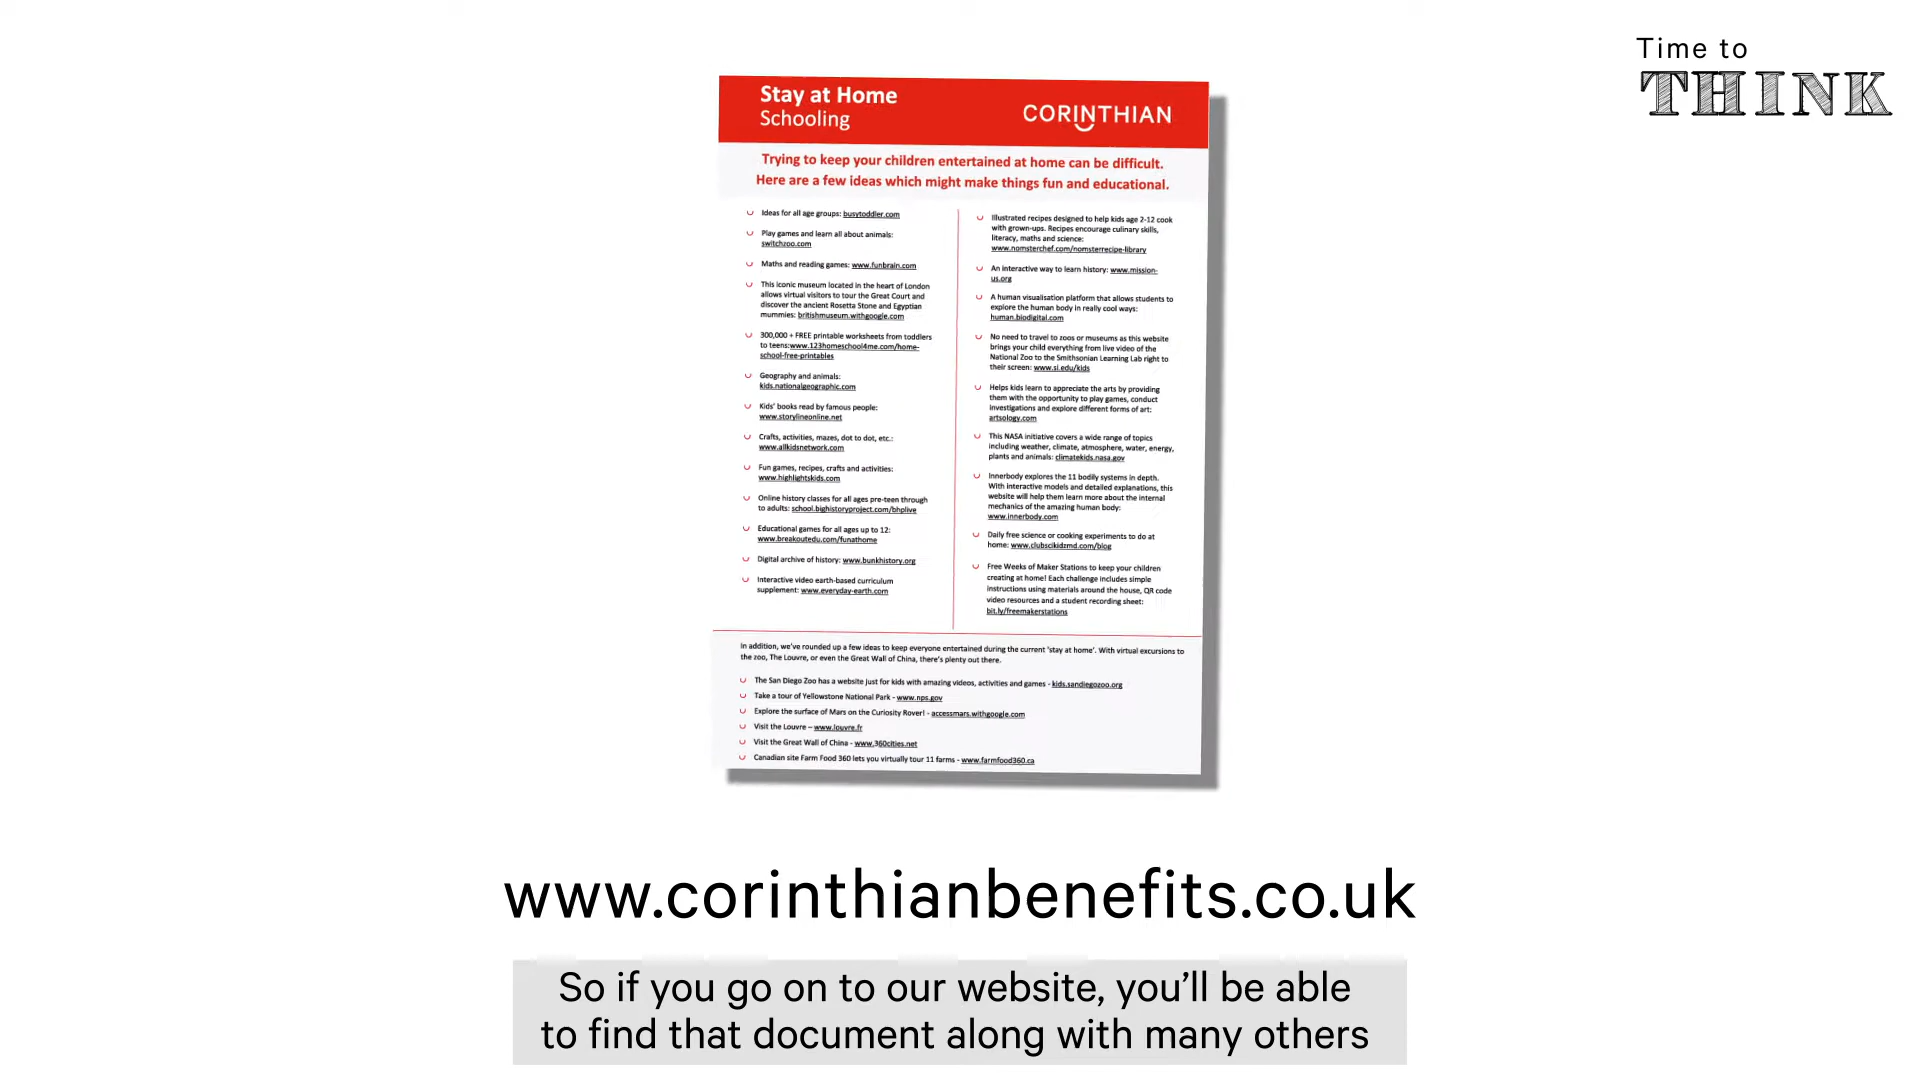 Time to
THINK
Stay at Home
Schooling
CORINTHIAN
Trying to keep your children entertained at home can be difficult.
Here are a few ideas which might make things fun and educational.
Ideas for all age groups: busytoddler.com
Play games and learn all about animals:
switchzoo.com
Maths and reading games: www.funbrain.com
This iconic museum located in the heart of London
allows virtual visitors to tour the Great Court and
discover the ancient Rosetta Stone and Egyptian
mummies: britishmuseum.withgoogle.com
300,000 + FREE printable worksheets from toddlers
to teens:www.123homeschool4me.com/home-
school-free-printables
Geography and animals:
kids.nationalgeographic.com
Kids' books read by famous people:
www.storylineonline.net
Crafts, activities, mazes, dot to dot, etc.:
www.allkidsnetwork.com
Fun games, recipes, crafts and activities:
www.highlightskids.com
Online history classes for all ages pre-teen through
to adults: school.bighistoryproject.com/bhplive
Educational games for all ages up to 12:
www.breakoutedu.com/funathome
Digital archive of history: www.bunkhistory.org
Interactive video earth-based curriculum
supplement: www.everyday-earth.com
Illustrated recipes designed to help kids age 2-12 cook
with grown-ups. Recipes encourage culinary skills,
literacy, maths and science:
www.nomsterchef.com/nomsterrecipe-library
An interactive way to learn history: www.mission-
us.org
A human visualisation platform that allows students to
explore the human body in really cool ways:
human.biodigital.com
No need to travel to zoos or museums as this website
brings your child everything from live video of the
National Zoo to the Smithsonian Learning Lab right to
their screen: www.si.edu/kids
Helps kids learn to appreciate the arts by providing
them with the opportunity to play games, conduct
investigations and explore different forms of art:
artsology.com
This NASA initiative covers a wide range of topics
including weather, climate, atmosphere, water, energy,
plants and animals: climatekids.nasa.gov
Innerbody explores the 11 bodily systems in depth.
With interactive models and detailed explanations, this
website will help them learn more about the internal
mechanics of the amazing human body:
www.innerbody.com
Daily free science or cooking experiments to do at
home: www.clubscikidzmd.com/blog
Free Weeks of Maker Stations to keep your children
creating at home! Each challenge includes simple
instructions using materials around the house, QR code
video resources and a student recording sheet:
bit.ly/freemakerstations
In addition, we've rounded up a few ideas to keep everyone entertained during the current 'stay at home'. With virtual excursions to
the zoo, The Louvre, or even the Great Wall of China, there's plenty out there.
The San Diego Zoo has a website just for kids with amazing videos, activities and games - kids.sandiegozoo.org
Take a tour of Yellowstone National Park - www.nps.gov
Explore the surface of Mars on the Curiosity Rover! - accessmars.withgoogle.com
Visit the Louvre – www.louvre.fr
Visit the Great Wall of China - www.360cities.net
Canadian site Farm Food 360 lets you virtually tour 11 farms - www.farmfood360.ca
www.corinthianbenefits.co.uk
So if you go on to our website, you'll be able
to find that document along with many others